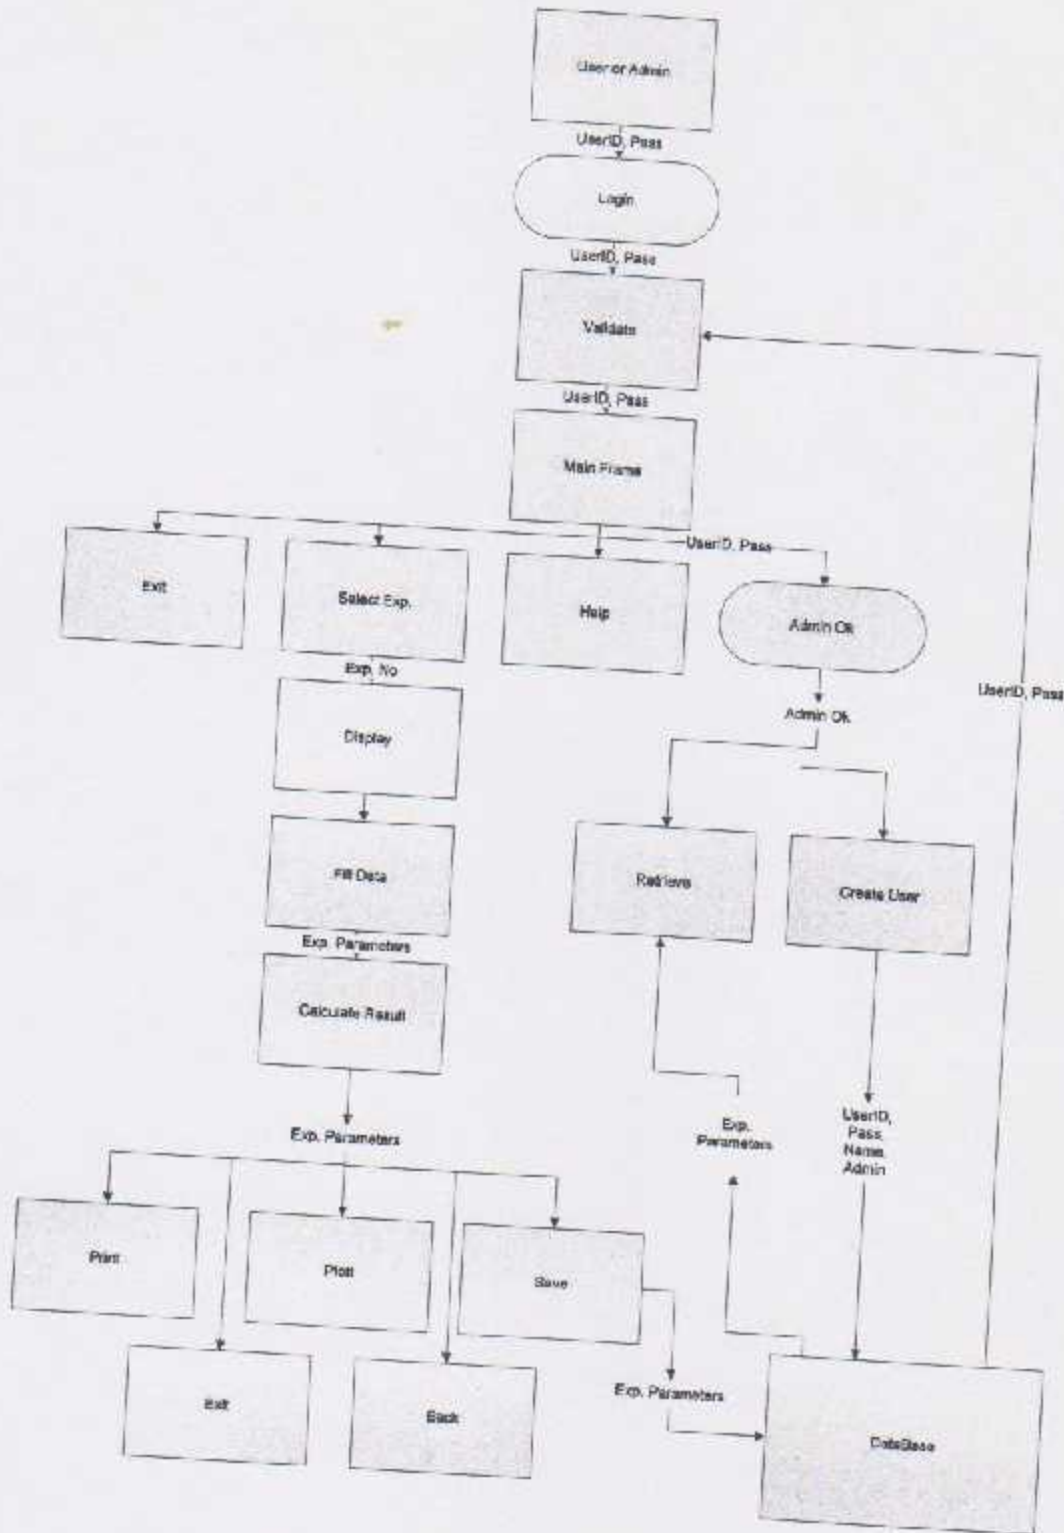 User or Admin
UserID, Pass
Login
UserID, Pass
Validate
UserID, Pass
Main Frame
UserID, Pass
Exit
Select Exp.
Help
Admin Ok
Exp. No
UserID, Pass
Admin Ok
Display
Fill Data
Retrieve
Create User
Exp. Parameters
Calculate Result
Exp. Parameters
Exp.
Parameters
UserID,
Pass
Name,
Admin
Print
Plott
Save
Exit
Back
Exp. Parameters
DataBase